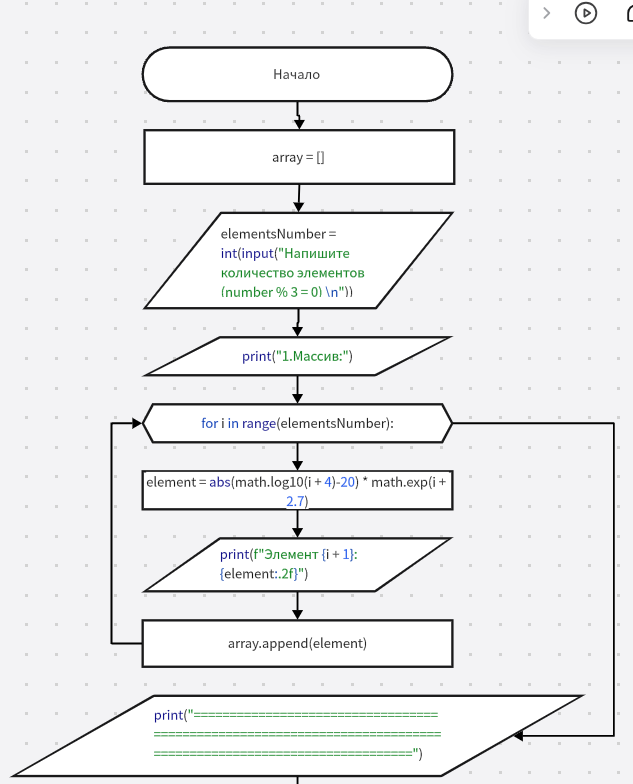 Начало
array = []
elementsNumber =
int(input("Напишите
количество элементов
(number % 3 = 0) \n"))
print("1.Массив:")
for i in range(elementsNumber):
element = abs(math.log10(i + 4)-20) * math.exp(i +
2.7)
print(f"Элемент {i + 1}:
{element:.2f}")
array.append(element)
print("==================================
========================================
====================================")